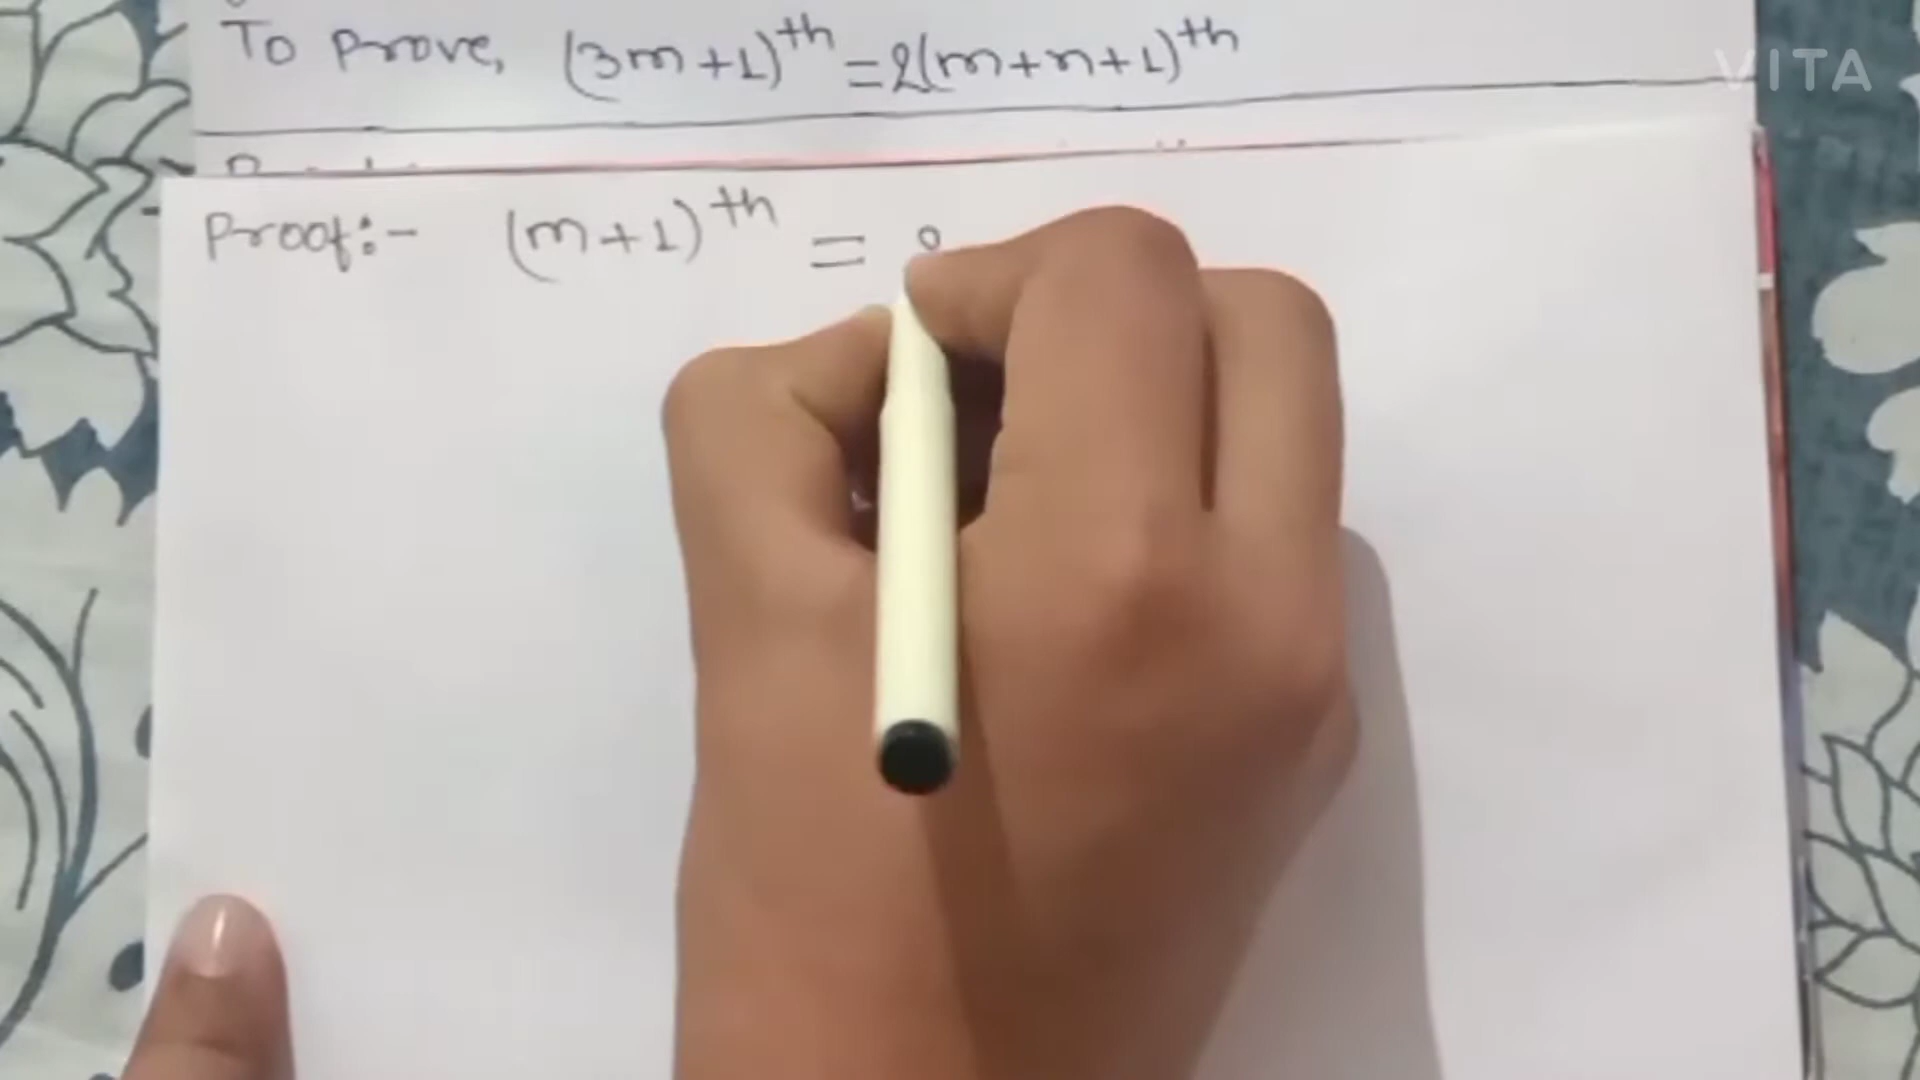 To prove, (3m+1)th =2(m+n+1)th
VITA
Proof:- (m+1)th =